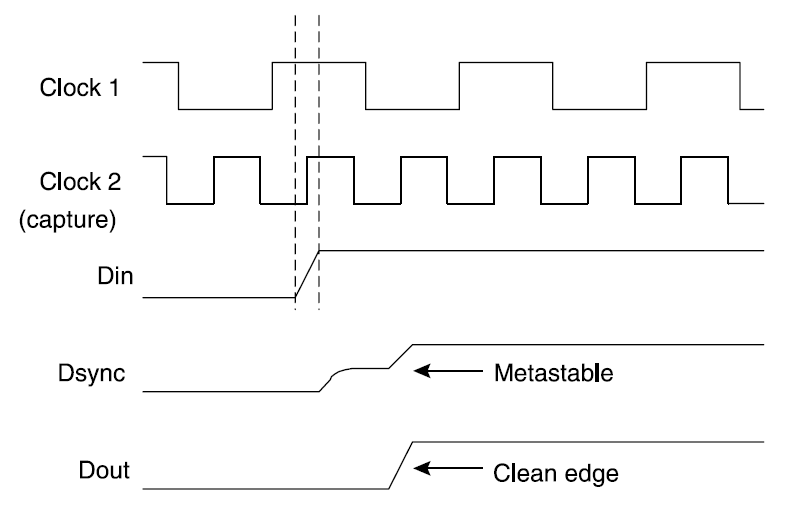 Clock 1
Clock 2
(capture)
Din
Dsync
Metastable
Dout
Clean edge